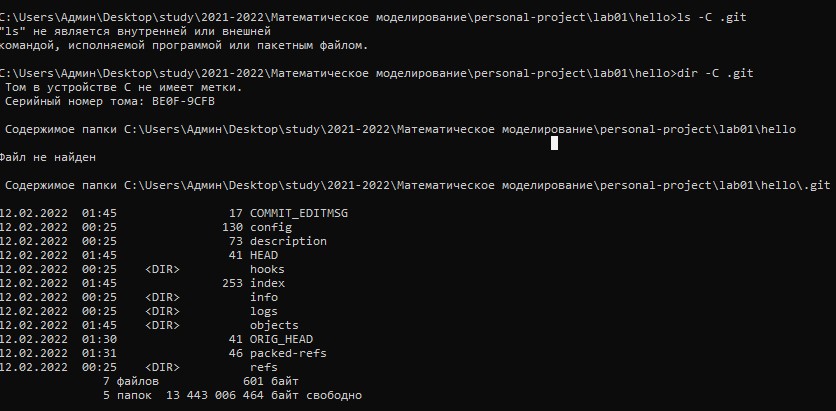 C:\Users\Админ\Desktop\study\2021-2022\Математическое моделирование\personal-project\lab01\hello>ls -C .git
"ls" не является внутренней или внешней
командой, исполняемой программой или пакетным файлом.
C:\Users\Админ\Desktop\study\2021-2022\Математическое моделирование\personal-project\lab01\hello>dir -C .git
Том в устройстве C не имеет метки.
Серийный номер тома: BE0F-9CFB
Содержимое папки C:\Users\Админ\Desktop\study\2021-2022\Математическое моделирование\personal-project\lab01\hello
Файл не найден
Содержимое папки C:\Users\Админ\Desktop\study\2021-2022\Математическое моделирование\personal-project\lab01\hello\.git
12.02.2022  01:45                17 COMMIT_EDITMSG
12.02.2022  00:25               130 config
12.02.2022  00:25                73 description
12.02.2022  01:45                41 HEAD
12.02.2022  00:25    <DIR>          hooks
12.02.2022  01:45               253 index
12.02.2022  00:25    <DIR>          info
12.02.2022  00:25    <DIR>          logs
12.02.2022  01:45    <DIR>          objects
12.02.2022  01:30                41 ORIG_HEAD
12.02.2022  01:31                46 packed-refs
12.02.2022  00:25    <DIR>          refs
7 файлов            601 байт
5 папок  13 443 006 464 байт свободно